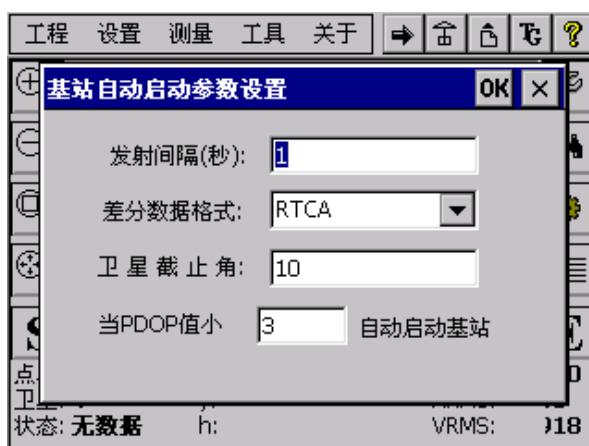 工程 设置 测量 工具 关于
基站自动启动参数设置 OK
发射间隔(秒): 1
差分数据格式: RTCA
卫星截止角: 10
当PDOP值小 3 自动启动基站
点
状态: 无数据 h: VRMS: 918